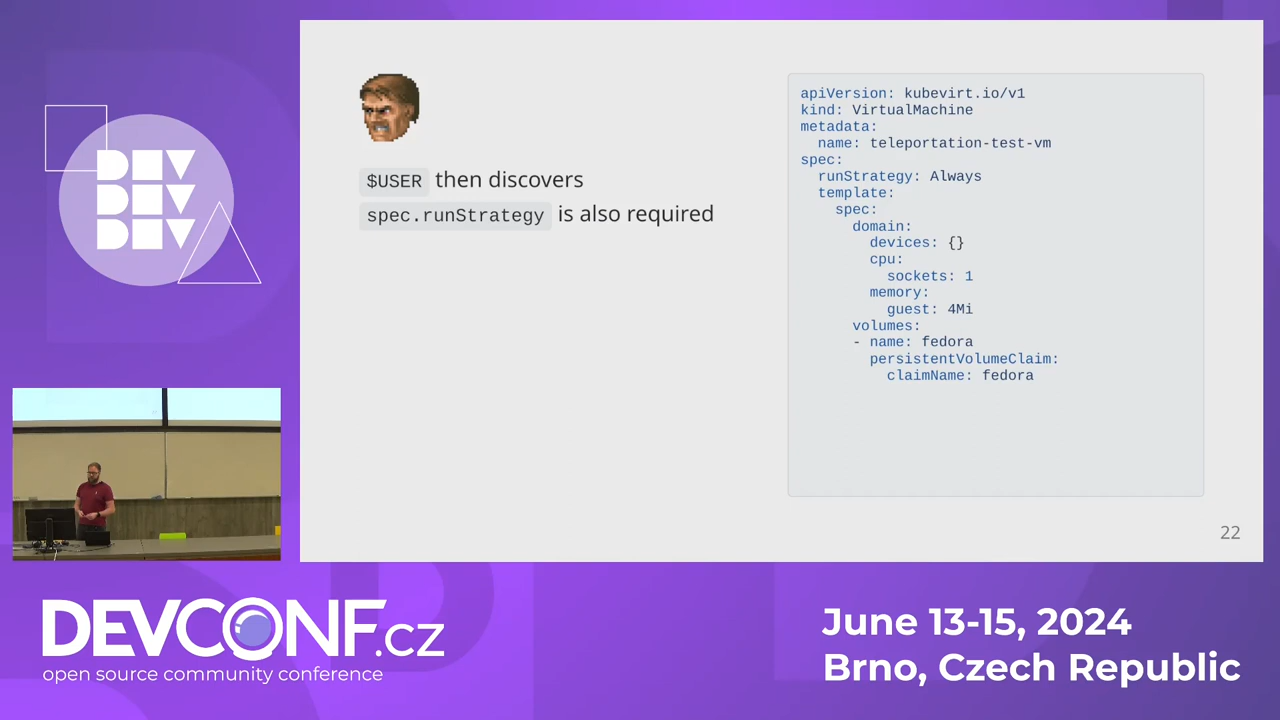 DEV
DEV
DEV
$USER then discovers
spec.runStrategy is also required
apiVersion: kubevirt.io/v1
kind: VirtualMachine
metadata:
  name: teleportation-test-vm
spec:
  runStrategy: Always
  template:
    spec:
      domain:
        devices: {}
        cpu:
          sockets: 1
        memory:
          guest: 4Mi
      volumes:
      - name: fedora
        persistentVolumeClaim:
          claimName: fedora
22
DEVCONF.cz
open source community conference
June 13-15, 2024
Brno, Czech Republic